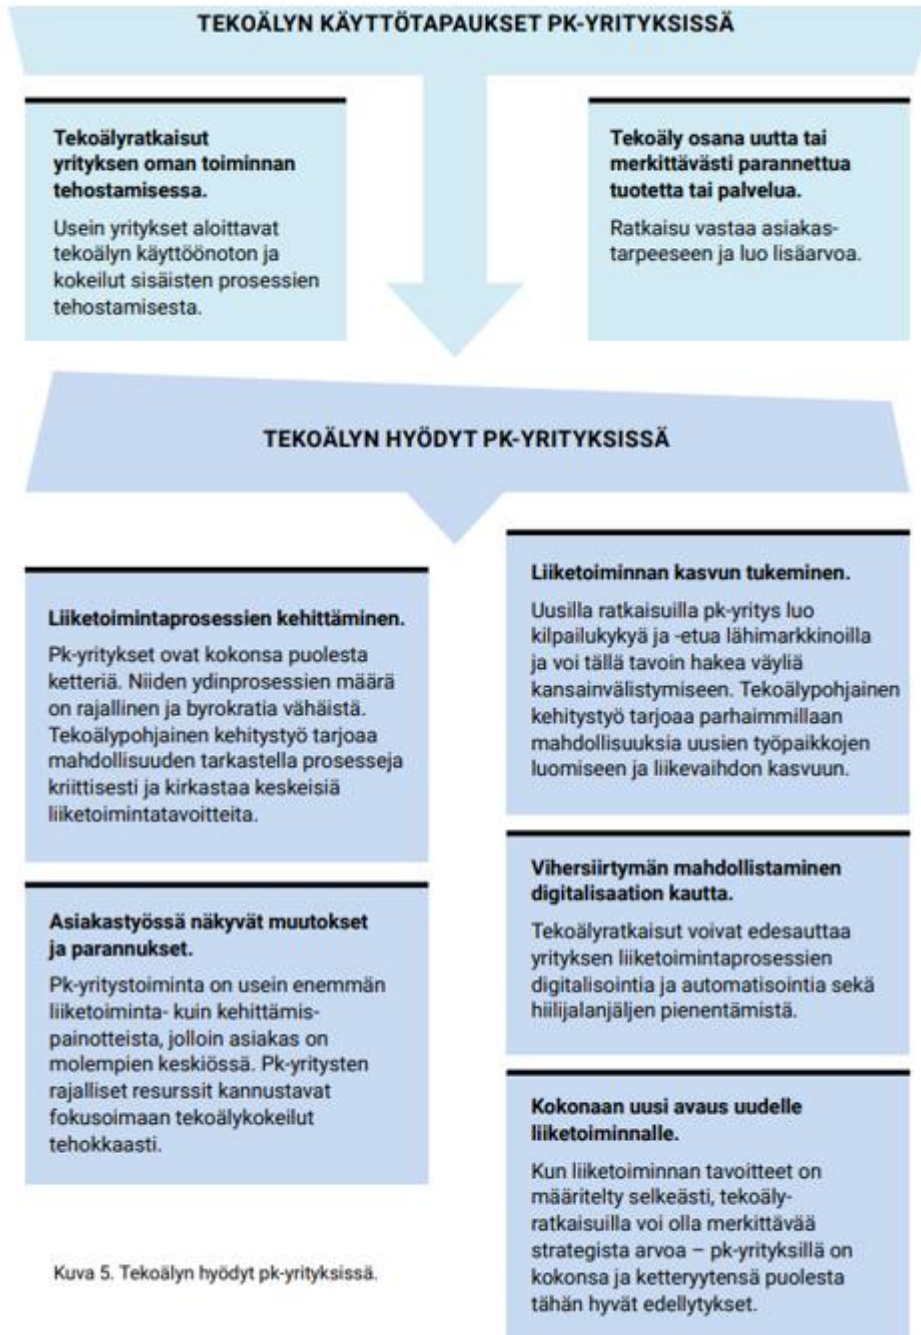 TEKOÄLYN KÄYTTÖTAPAUKSET PK-YRITYKSISSÄ
Tekoälyratkaisut
yrityksen oman toiminnan
tehostamisessa.
Usein yritykset aloittavat
tekoälyn käyttöönoton ja
kokeilut sisäisten prosessien
tehostamisesta.
Tekoäly osana uutta tai
merkittävästi parannettua
tuotetta tai palvelua.
Ratkaisu vastaa asiakas-
tarpeeseen ja luo lisäarvoa.
TEKOÄLYN HYÖDYT PK-YRITYKSISSÄ
Liiketoimintaprosessien kehittäminen.
Pk-yritykset ovat kokonsa puolesta
ketteriä. Niiden ydinprosessien määrä
on rajallinen ja byrokratia vähäistä.
Tekoälypohjainen kehitystyö tarjoaa
mahdollisuuden tarkastella prosesseja
kriittisesti ja kirkastaa keskeisiä
liiketoimintatavoitteita.
Asiakastyössä näkyvät muutokset
ja parannukset.
Pk-yritystoiminta on usein enemmän
liiketoiminta- kuin kehittämis-
painotteista, jolloin asiakas on
molempien keskiössä. Pk-yritysten
rajalliset resurssit kannustavat
fokusoimaan tekoälykokeilut
tehokkaasti.
Liiketoiminnan kasvun tukeminen.
Uusilla ratkaisuilla pk-yritys luo
kilpailukykyä ja -etua lähimarkkinoilla
ja voi tällä tavoin hakea väyliä
kansainvälistymiseen. Tekoälypohjainen
kehitystyö tarjoaa parhaimmillaan
mahdollisuuksia uusien työpaikkojen
luomiseen ja liikevaihdon kasvuun.
Vihersiirtymän mahdollistaminen
digitalisaation kautta.
Tekoälyratkaisut voivat edesauttaa
yrityksen liiketoimintaprosessien
digitalisointia ja automatisointia sekä
hiilijalanjäljen pienentämistä.
Kokonaan uusi avaus uudelle
liiketoiminnalle.
Kun liiketoiminnan tavoitteet on
määritelty selkeästi, tekoäly-
ratkaisuilla voi olla merkittävää
strategista arvoa – pk-yrityksillä on
kokonsa ja ketteryytensä puolesta
tähän hyvät edellytykset.
Kuva 5. Tekoälyn hyödyt pk-yrityksissä.